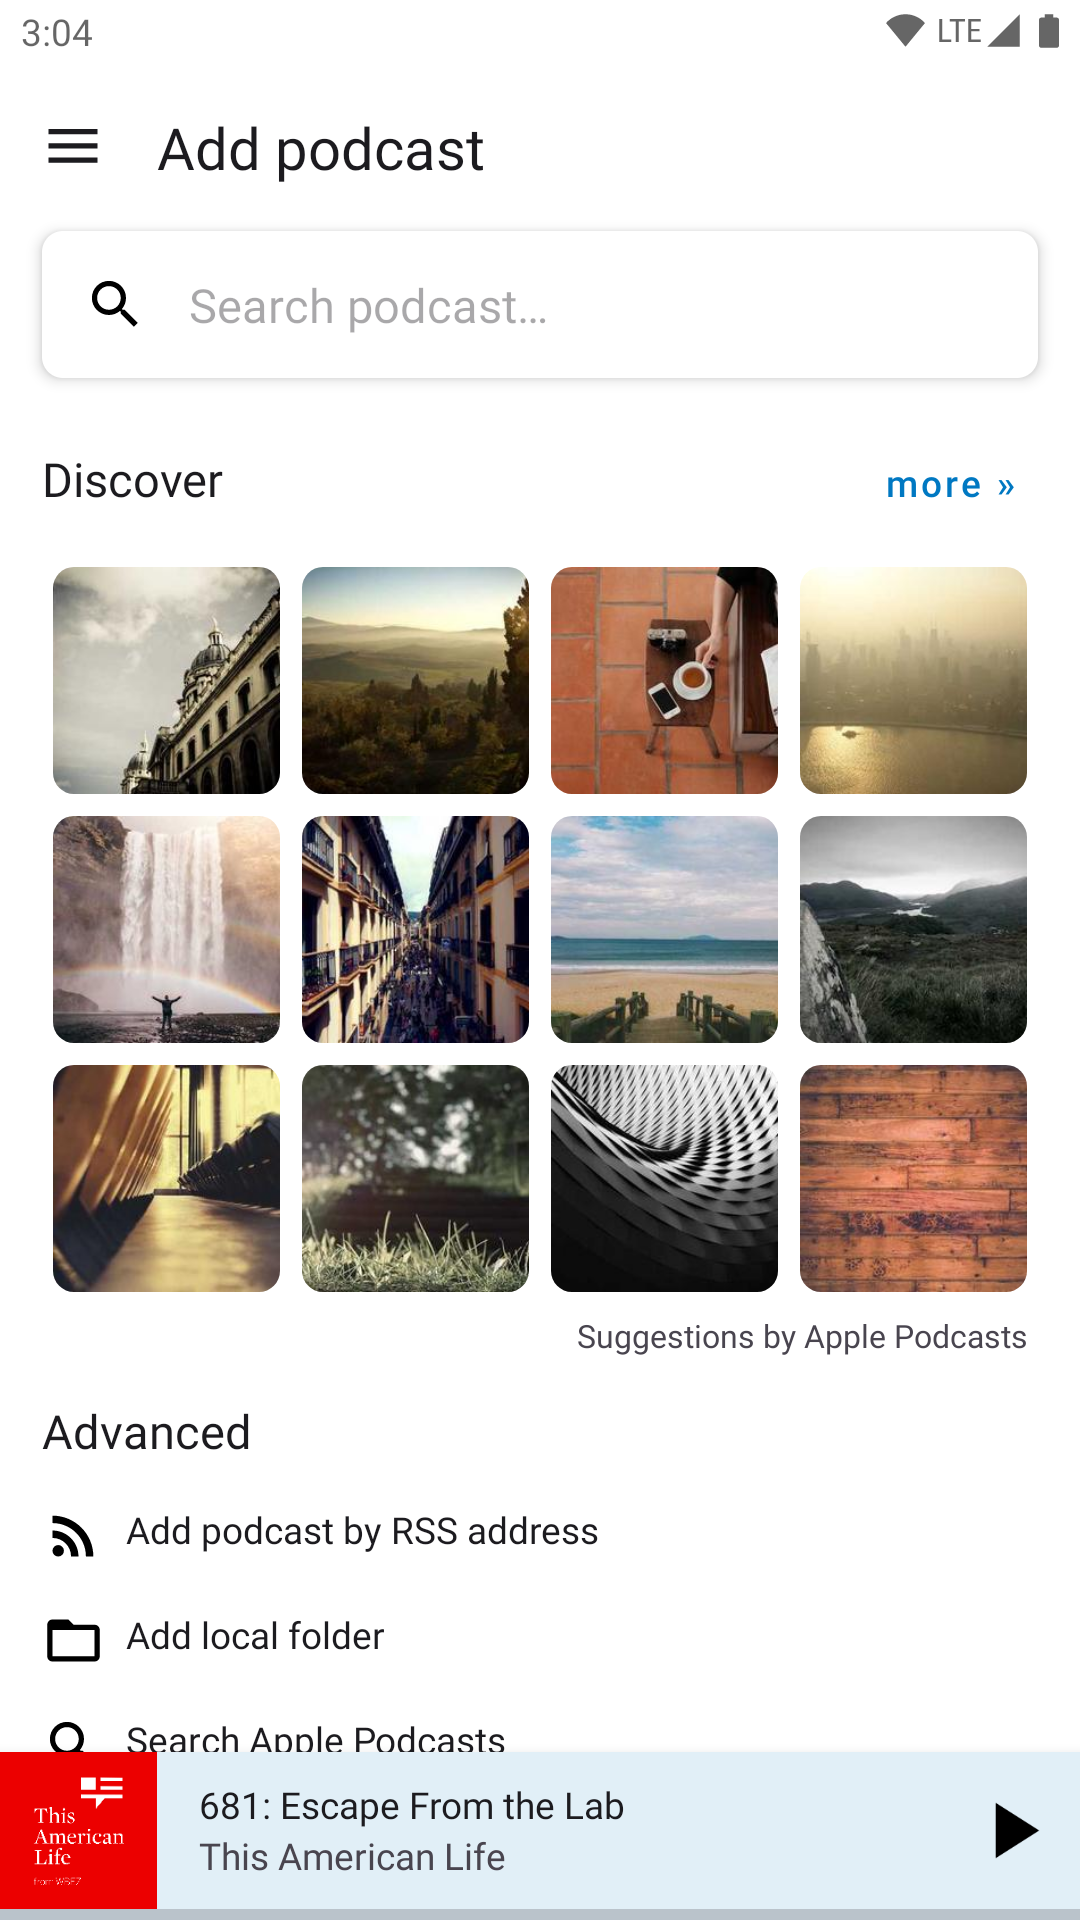 3:04
LTE
Add podcast
Search podcast...
Discover
more »
Suggestions by Apple Podcasts
Advanced
Add podcast by RSS address
Add local folder
Search Apple Podcasts
This
American
Life
from WBEZ
681: Escape From the Lab
This American Life